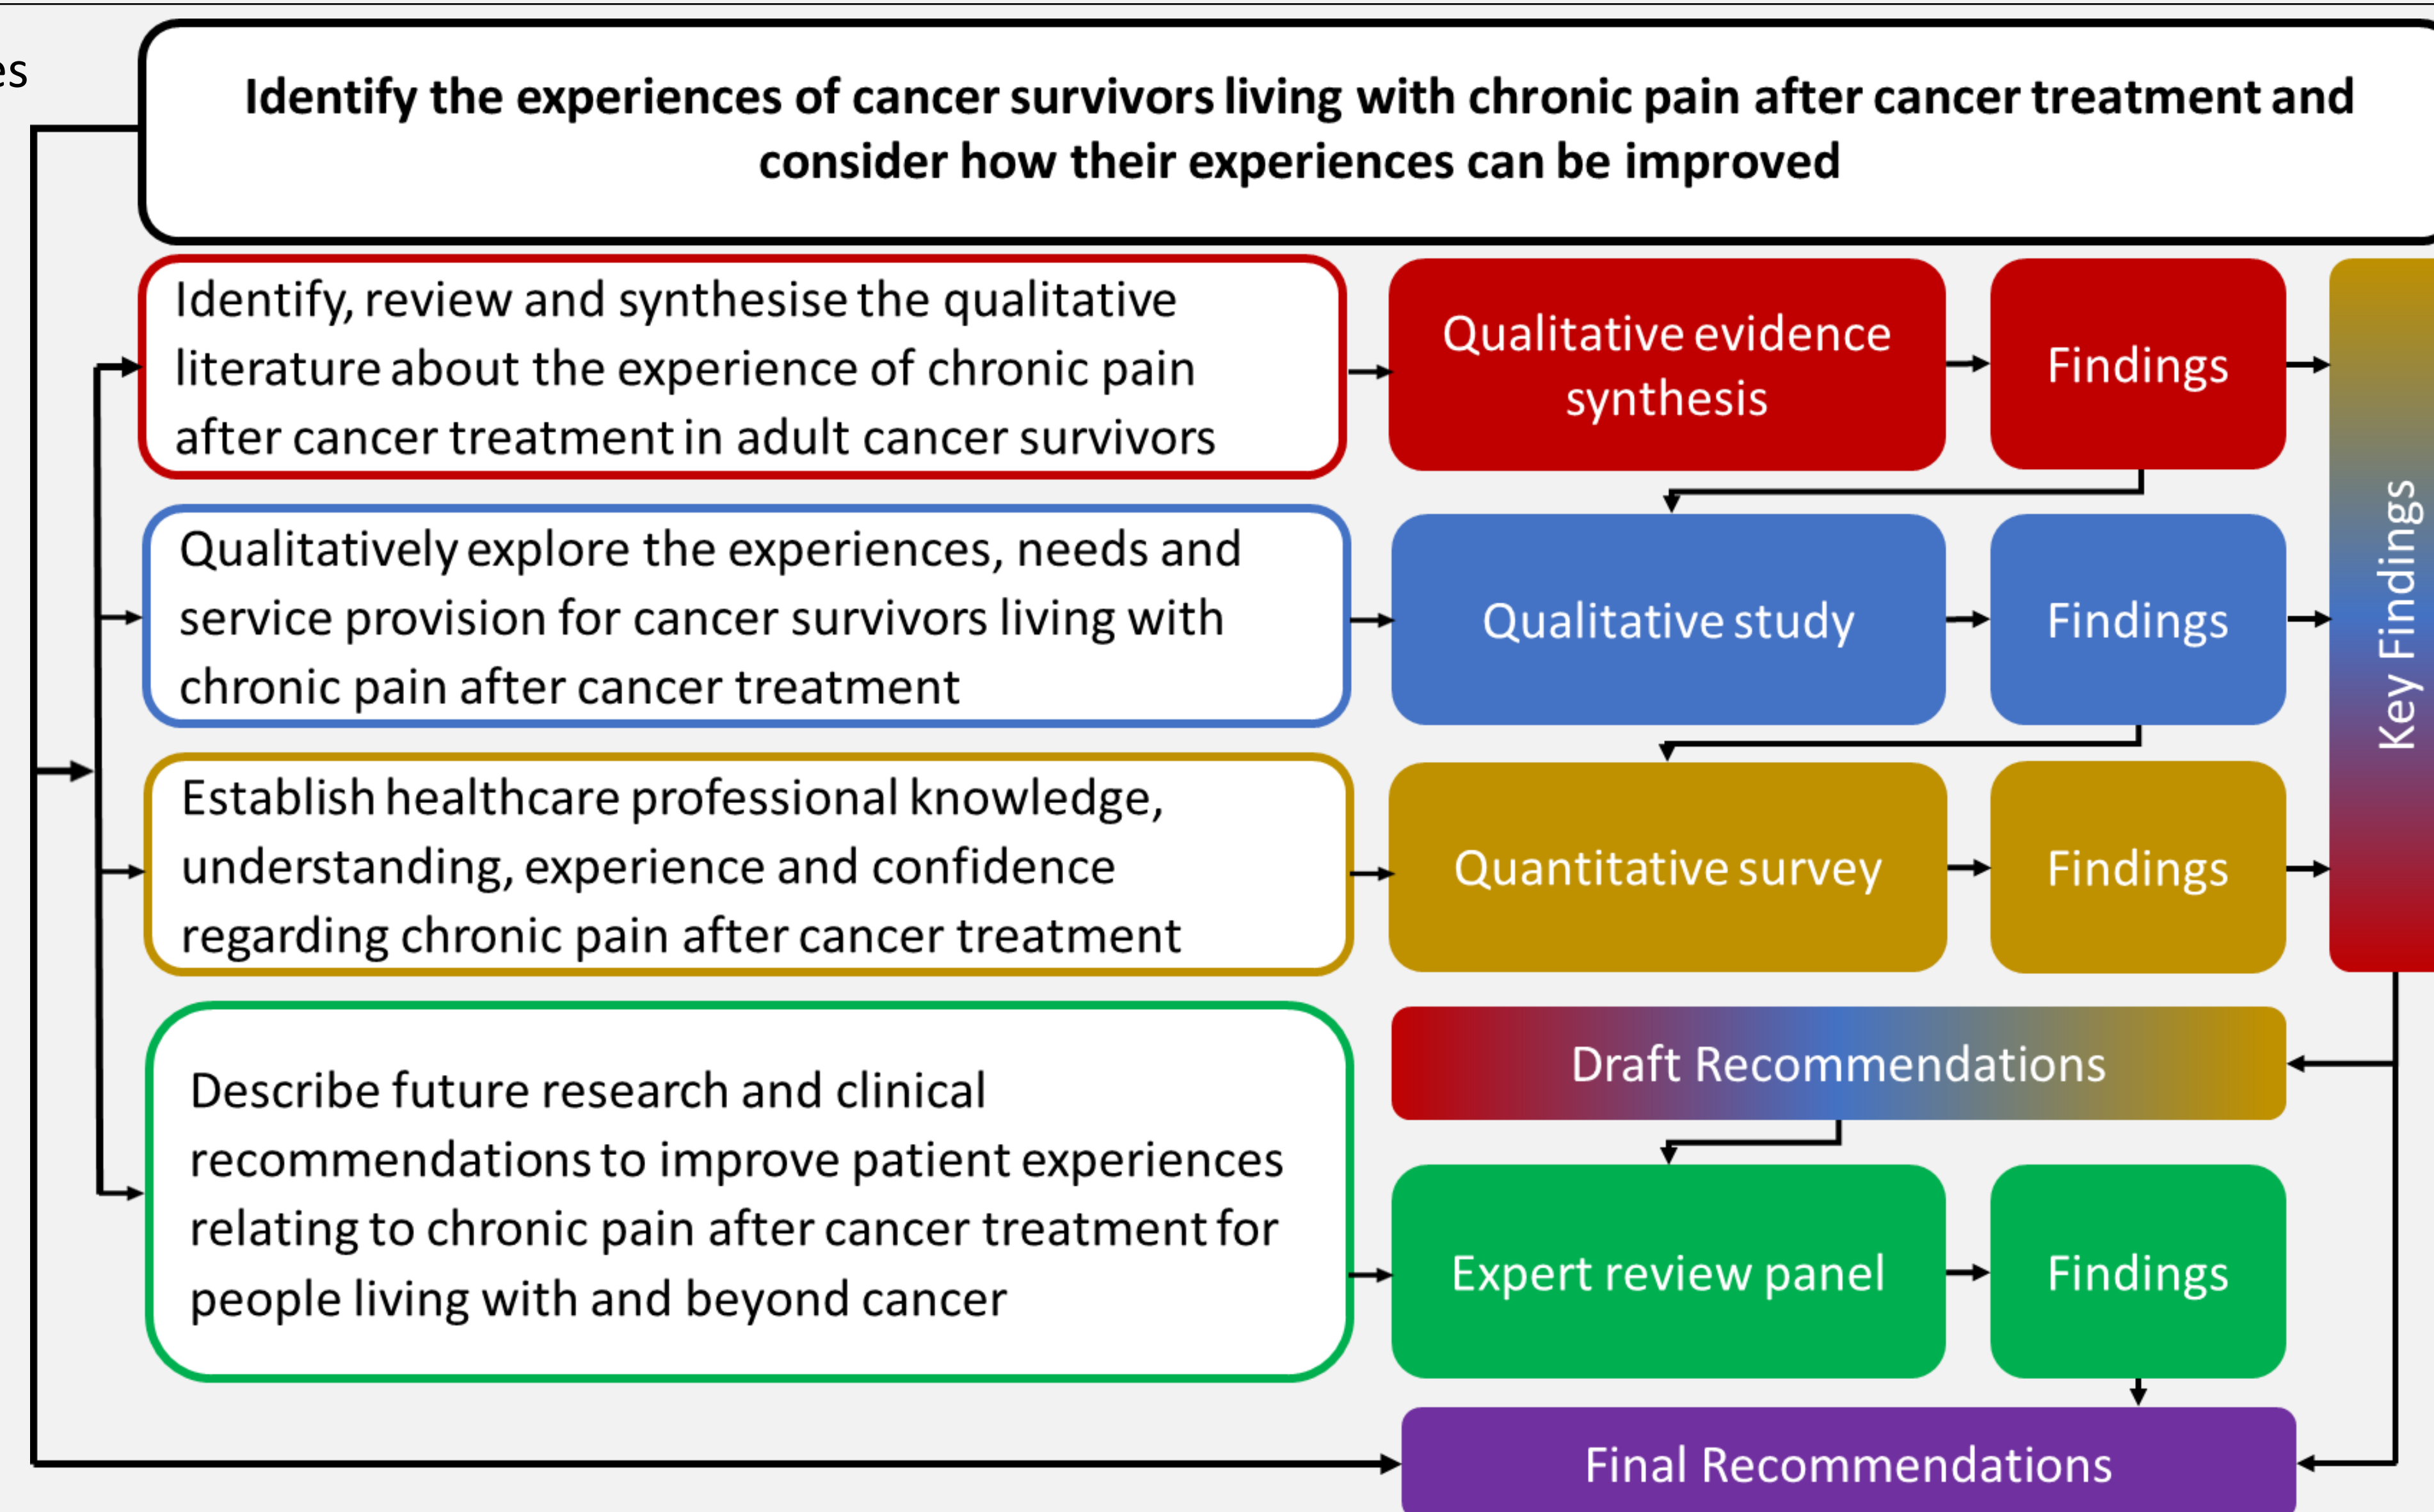 Identify the experiences of cancer survivors living with chronic pain after cancer treatment and
consider how their experiences can be improved
Identify, review and synthesise the qualitative
literature about the experience of chronic pain
after cancer treatment in adult cancer survivors
Qualitative evidence
synthesis
Findings
Qualitatively explore the experiences, needs and
service provision for cancer survivors living with
chronic pain after cancer treatment
Qualitative study
Findings
Key Findings
Establish healthcare professional knowledge,
understanding, experience and confidence
regarding chronic pain after cancer treatment
Quantitative survey
Findings
Draft Recommendations
Describe future research and clinical
recommendations to improve patient experiences
relating to chronic pain after cancer treatment for
people living with and beyond cancer
Expert review panel
Findings
Final Recommendations